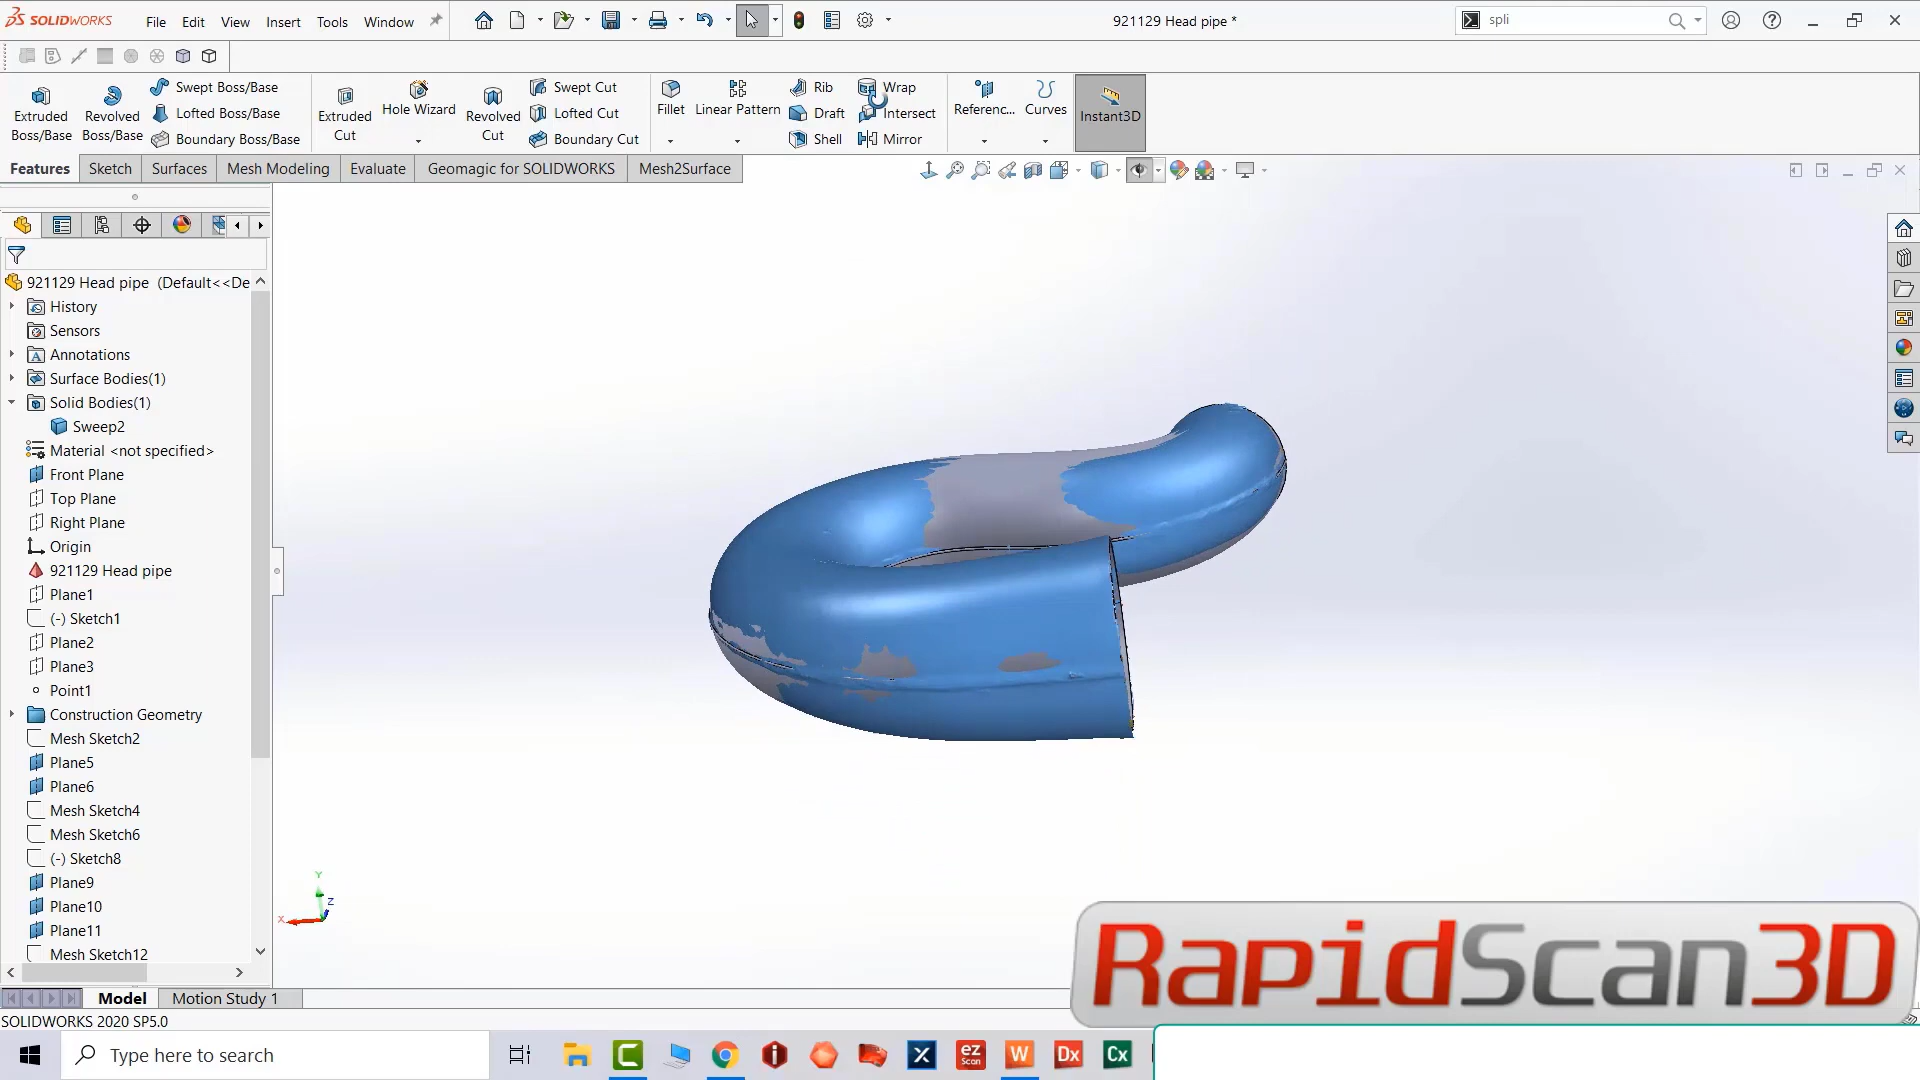 SOLIDWORKS File Edit View Insert Tools Window 921129 Head pipe * spli
Extruded Boss/Base
Revolved Boss/Base
Swept Boss/Base
Lofted Boss/Base
Boundary Boss/Base
Extruded Cut
Hole Wizard
Revolved Cut
Swept Cut
Lofted Cut
Boundary Cut
Fillet
Linear Pattern
Rib
Draft
Shell
Wrap
Intersect
Mirror
Referenc...
Curves
Instant3D
Features Sketch Surfaces Mesh Modeling Evaluate Geomagic for SOLIDWORKS Mesh2Surface
921129 Head pipe (Default<<De
History
Sensors
Annotations
Surface Bodies(1)
Solid Bodies(1)
Sweep2
Material <not specified>
Front Plane
Top Plane
Right Plane
Origin
921129 Head pipe
Plane1
(-) Sketch1
Plane2
Plane3
Point1
Construction Geometry
Mesh Sketch2
Plane5
Plane6
Mesh Sketch4
Mesh Sketch6
(-) Sketch8
Plane9
Plane10
Plane11
Mesh Sketch12
Y
Z
X
RapidScan3D
Model Motion Study 1
SOLIDWORKS 2020 SP5.0
Type here to search
ez Scan
W
Dx
Cx